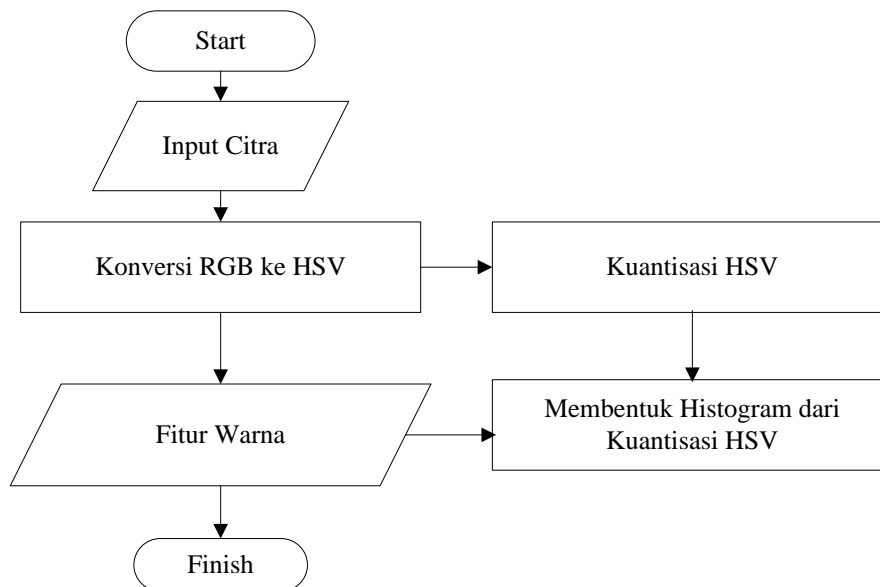 Start
Input Citra
Konversi RGB ke HSV
Kuantisasi HSV
Fitur Warna
Membentuk Histogram dari
Kuantisasi HSV
Finish